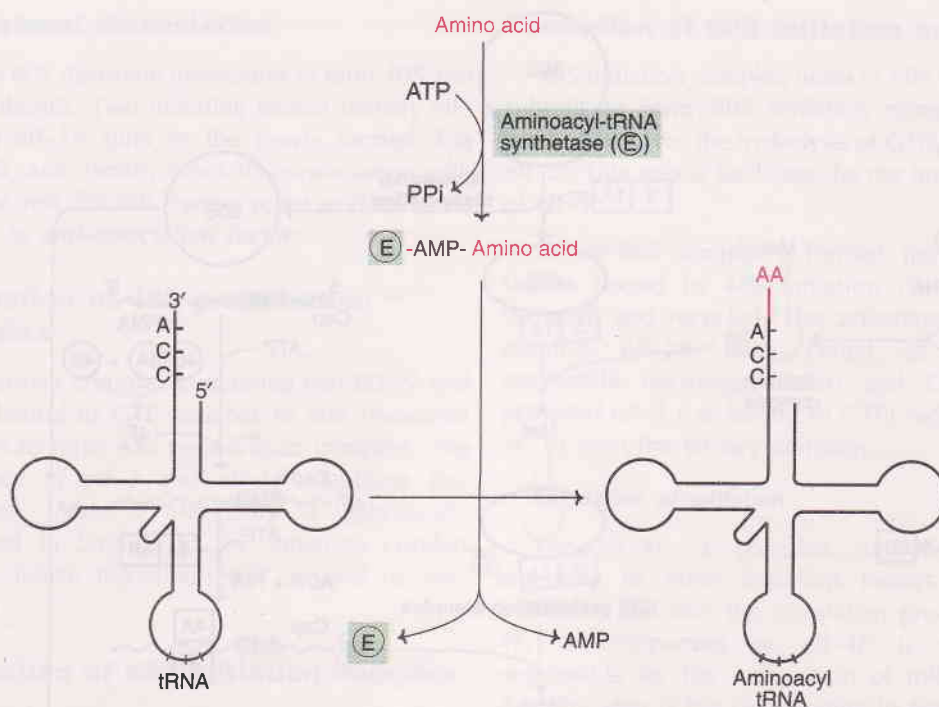 Amino acid
ATP
Aminoacyl-tRNA
synthetase (E)
PPi
E -AMP- Amino acid
3'
A
C
C
5'
AA
A
C
C
E
AMP
tRNA
Aminoacyl
tRNA